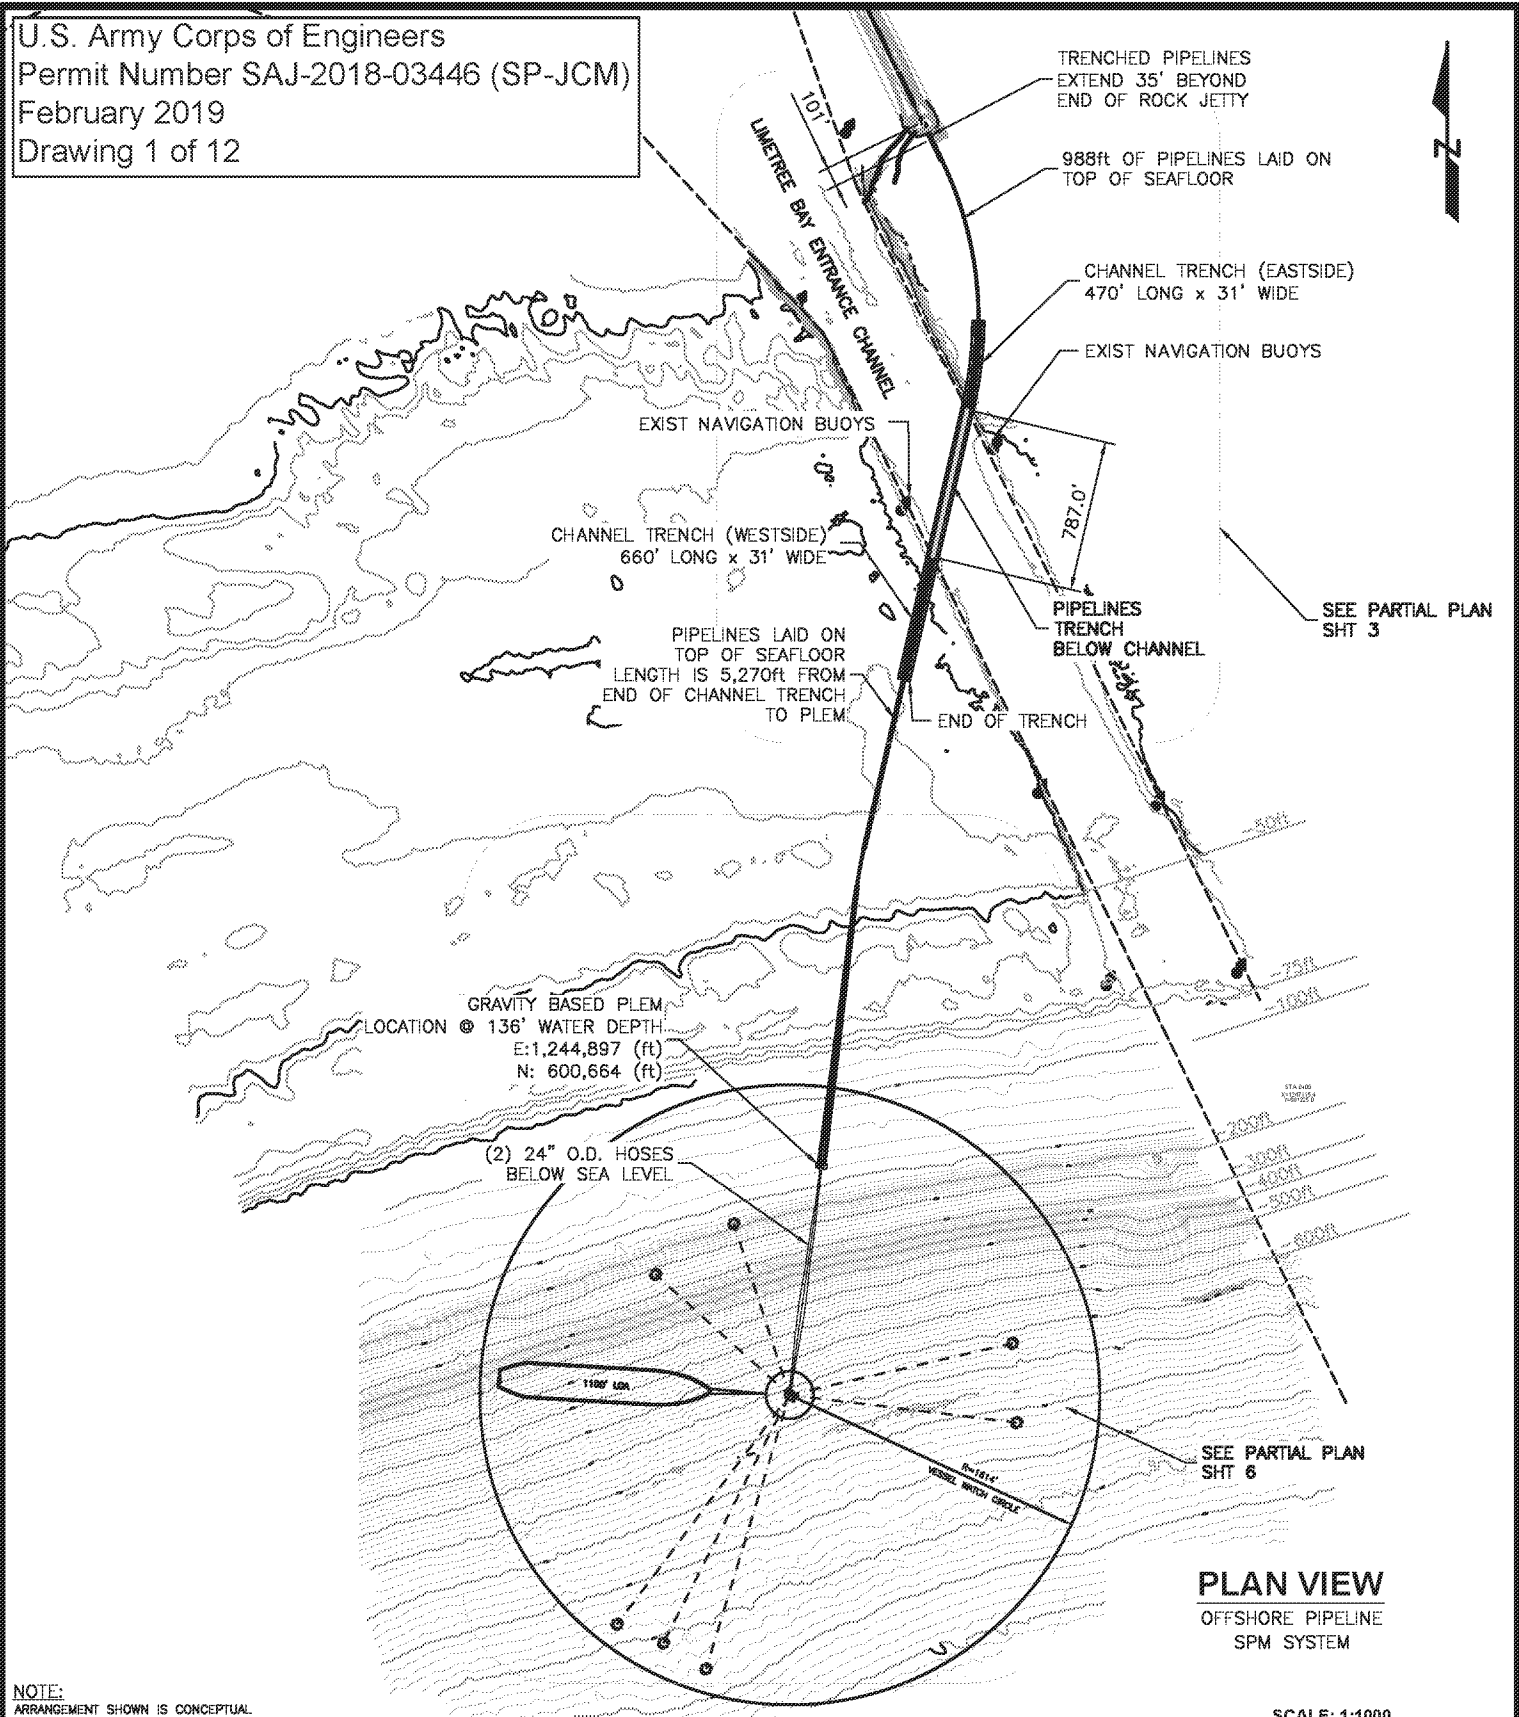 U.S. Army Corps of Engineers
Permit Number SAJ-2018-03446 (SP-JCM)
February 2019
Drawing 1 of 12
TRENCHED PIPELINES
EXTEND 35' BEYOND
END OF ROCK JETTY
101'
N
988ft OF PIPELINES LAID ON
TOP OF SEAFLOOR
LIMETREE BAY ENTRANCE CHANNEL
CHANNEL TRENCH (EASTSIDE)
470' LONG x 31' WIDE
EXIST NAVIGATION BUOYS
EXIST NAVIGATION BUOYS
787.0'
CHANNEL TRENCH (WESTSIDE)
660' LONG x 31' WIDE
PIPELINES
TRENCH
BELOW CHANNEL
SEE PARTIAL PLAN
SHT 3
PIPELINES LAID ON
TOP OF SEAFLOOR
LENGTH IS 5,270ft FROM
END OF CHANNEL TRENCH
TO PLEM
END OF TRENCH
-50ft
-75ft
-100ft
GRAVITY BASED PLEM
LOCATION @ 136' WATER DEPTH
E:1,244,897 (ft)
N: 600,664 (ft)
-200ft
-300ft
-400ft
-500ft
-600ft
(2) 24" O.D. HOSES
BELOW SEA LEVEL
1100' LOA
R=1614'
VESSEL WATCH CIRCLE
SEE PARTIAL PLAN
SHT 6
PLAN VIEW
OFFSHORE PIPELINE
SPM SYSTEM
NOTE:
ARRANGEMENT SHOWN IS CONCEPTUAL
SCALE: 1:1000